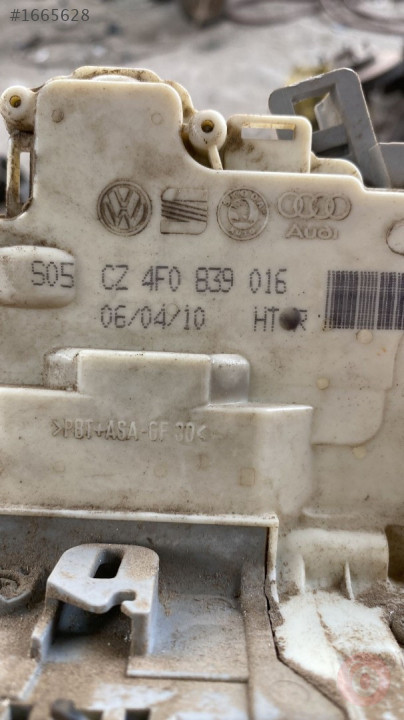 #1665628
Audi
S05 CZ 4F0 839 016
06/04/10 HT R
>PBT+ASA-GF 30<